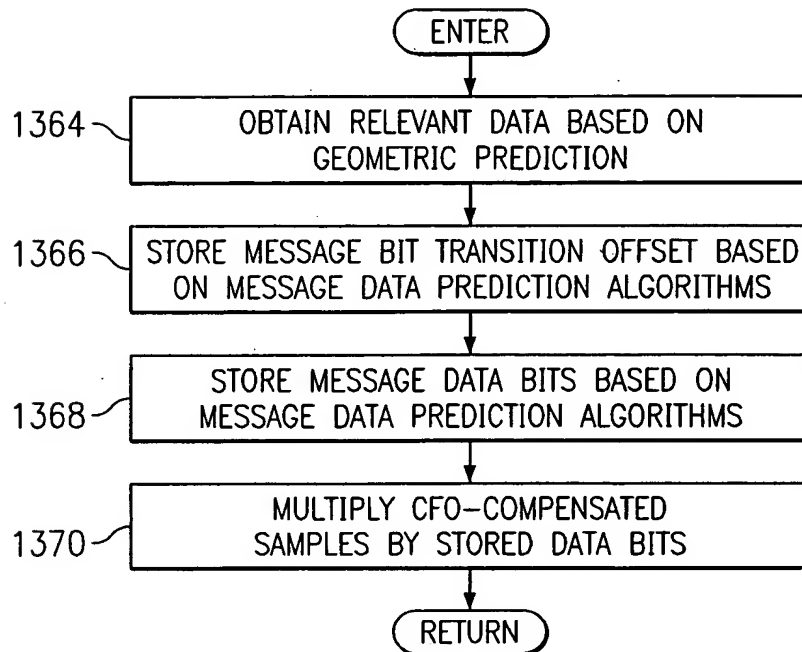 ENTER
1364
OBTAIN RELEVANT DATA BASED ON
GEOMETRIC PREDICTION
1366
STORE MESSAGE BIT TRANSITION OFFSET BASED
ON MESSAGE DATA PREDICTION ALGORITHMS
1368
STORE MESSAGE DATA BITS BASED ON
MESSAGE DATA PREDICTION ALGORITHMS
1370
MULTIPLY CFO-COMPENSATED
SAMPLES BY STORED DATA BITS
RETURN